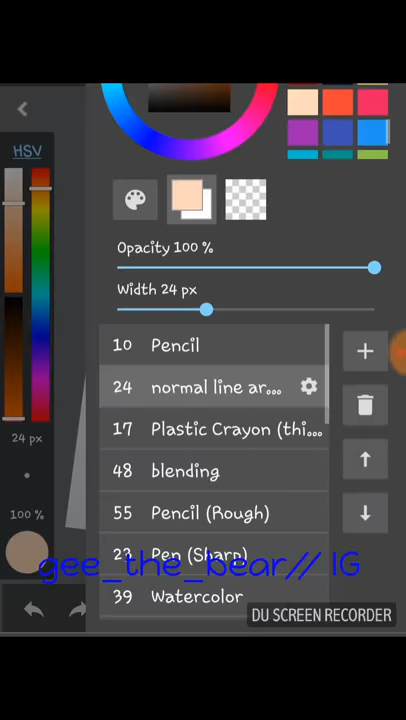 HSV
Opacity 100 %
Width 24 px
10 Pencil
24 normal line ar...
17 Plastic Crayon (thi...
24 px
48 blending
100 %
55 Pencil (Rough)
23 Pen (Sharp)
gee_the_bear// IG
39 Watercolor
DU SCREEN RECORDER